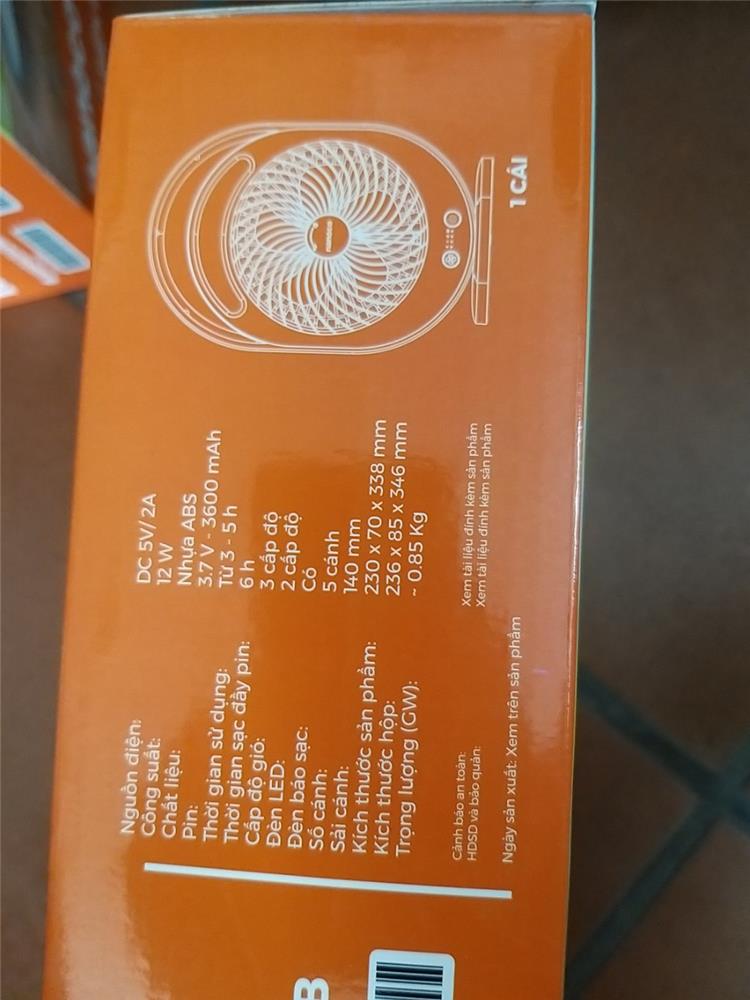 Nguồn điện: DC 5V/ 2A
Công suất: 12 W
Chất liệu: Nhựa ABS
Pin: 3.7 V - 3600 mAh
Thời gian sử dụng: Từ 3 - 5 h
Thời gian sạc đầy pin: 6 h
Cấp độ gió: 3 cấp độ
Đèn LED: 2 cấp độ
Đèn báo sạc: Có
Số cánh: 5 cánh
Sải cánh: 140 mm
Kích thước sản phẩm: 230 x 70 x 338 mm
Kích thước hộp: 236 x 85 x 346 mm
Trọng lượng (GW): ~ 0.85 Kg
Cảnh báo an toàn: Xem tài liệu đính kèm sản phẩm
HDSD và bảo quản: Xem tài liệu đính kèm sản phẩm
Ngày sản xuất: Xem trên sản phẩm
1 CÁI
B